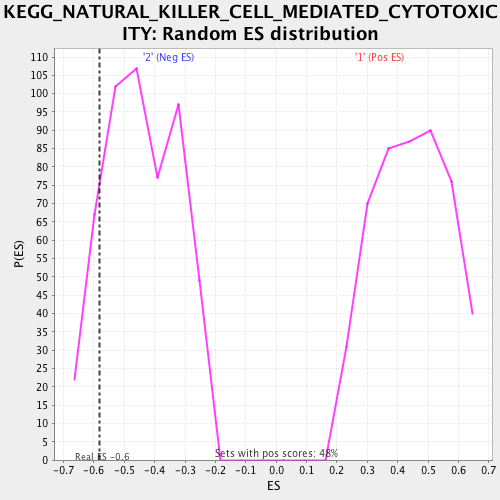 KEGG_NATURAL_KILLER_CELL_MEDIATED_CYTOTOXIC
ITY: Random ES distribution
'2' (Neg ES)
'1' (Pos ES)
110
105
100
95
90
85
80
75
70
65
60
55
50
45
40
35
30
25
20
15
10
5
0
P(ES)
Real ES -0.6
Sets with pos scores: 48%
-0.7 -0.6 -0.5 -0.4 -0.3 -0.2 -0.1 0.0 0.1 0.2 0.3 0.4 0.5 0.6 0.7
ES